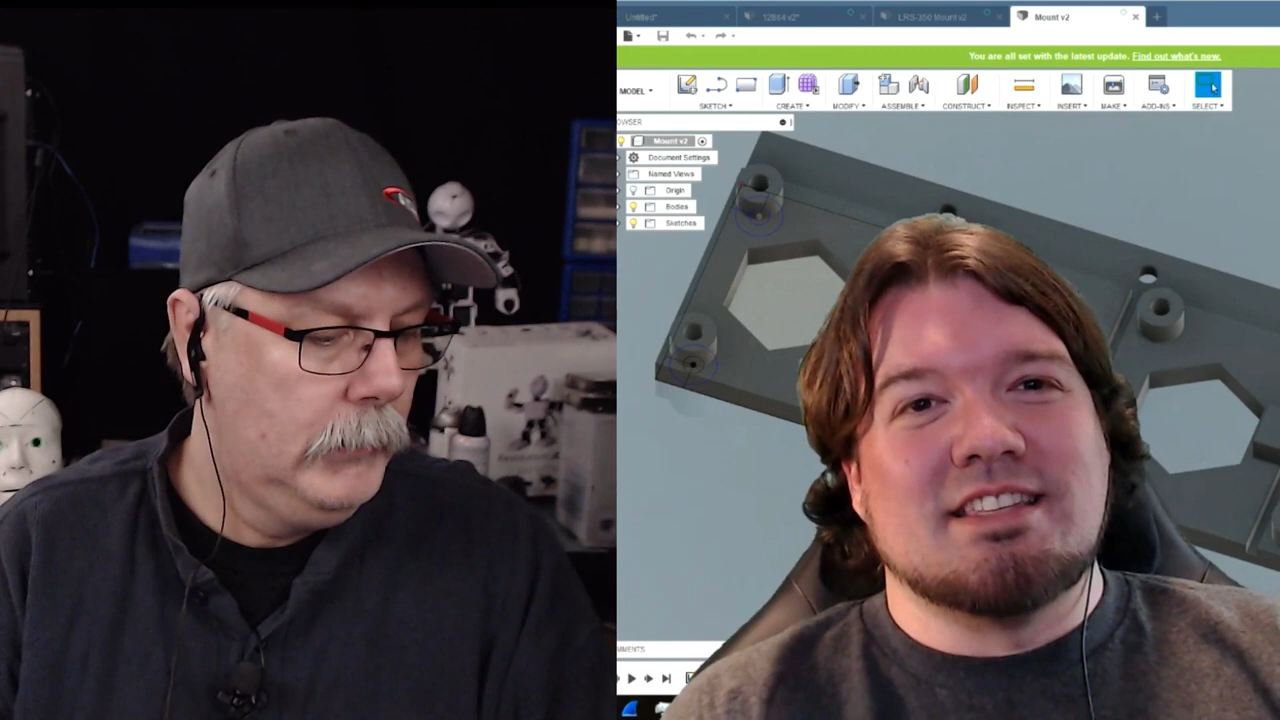 Untitled*
12864 v2*
LRS-350 Mount v2
Mount v2
You are all set with the latest update. Find out what's new.
MODEL
SKETCH
CREATE
MODIFY
ASSEMBLE
CONSTRUCT
INSPECT
INSERT
MAKE
ADD-INS
SELECT
OWSER
Mount v2
Document Settings
Named Views
Origin
Bodies
Sketches
MMENTS